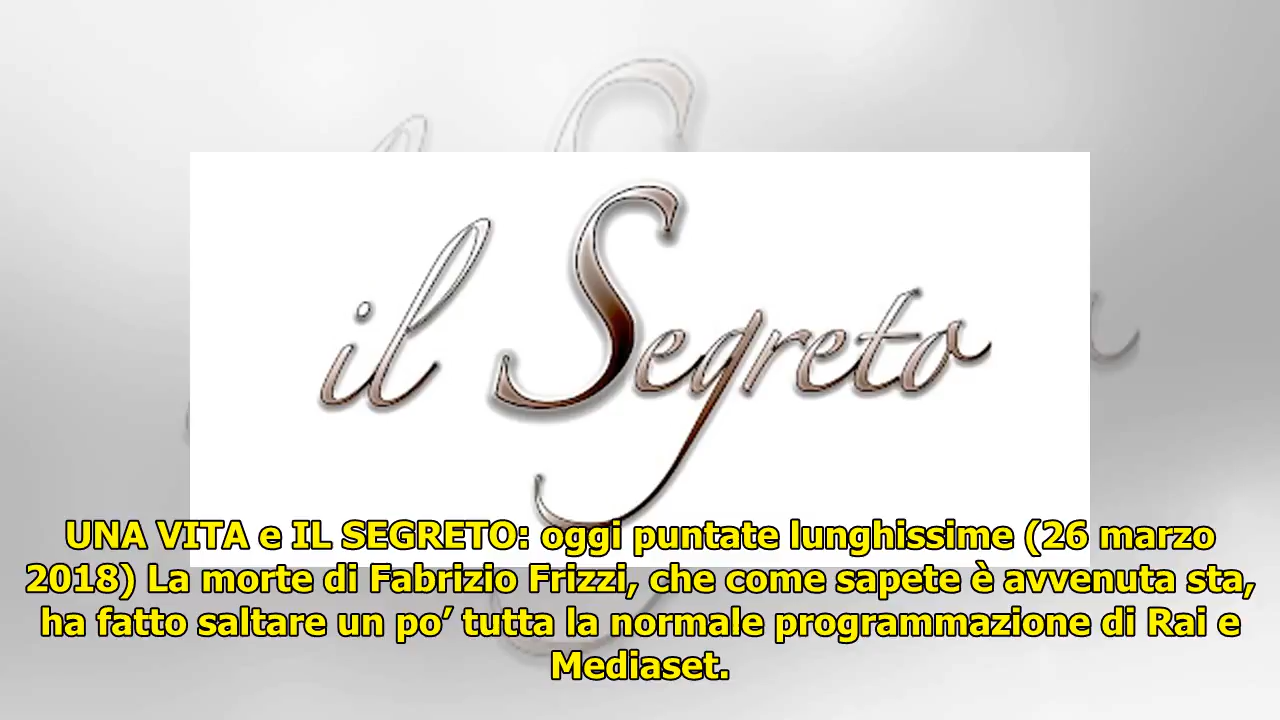 il Segreto
UNA VITA e IL SEGRETO: oggi puntate lunghissime (26 marzo
2018) La morte di Fabrizio Frizzi, che come sapete è avvenuta sta,
ha fatto saltare un po’ tutta la normale programmazione di Rai e
Mediaset.